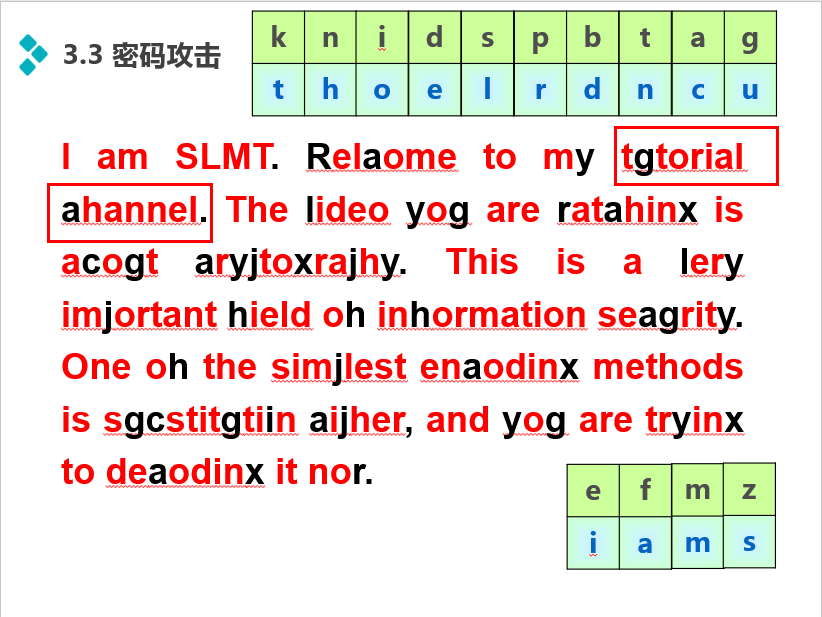 3.3 密码攻击
k n i d s p b t a g
t h o e l r d n c u
I am SLMT. Relaome to my tgtorial
ahannel. The lideo yog are ratahinx is
acogt aryjtoxrajhy. This is a lery
imjortant hield oh inhormation seagrity.
One oh the simjlest enaodinx methods
is sgcstitgtiin aijher, and yog are tryinx
to deaodinx it nor.
e f m z
i a m s